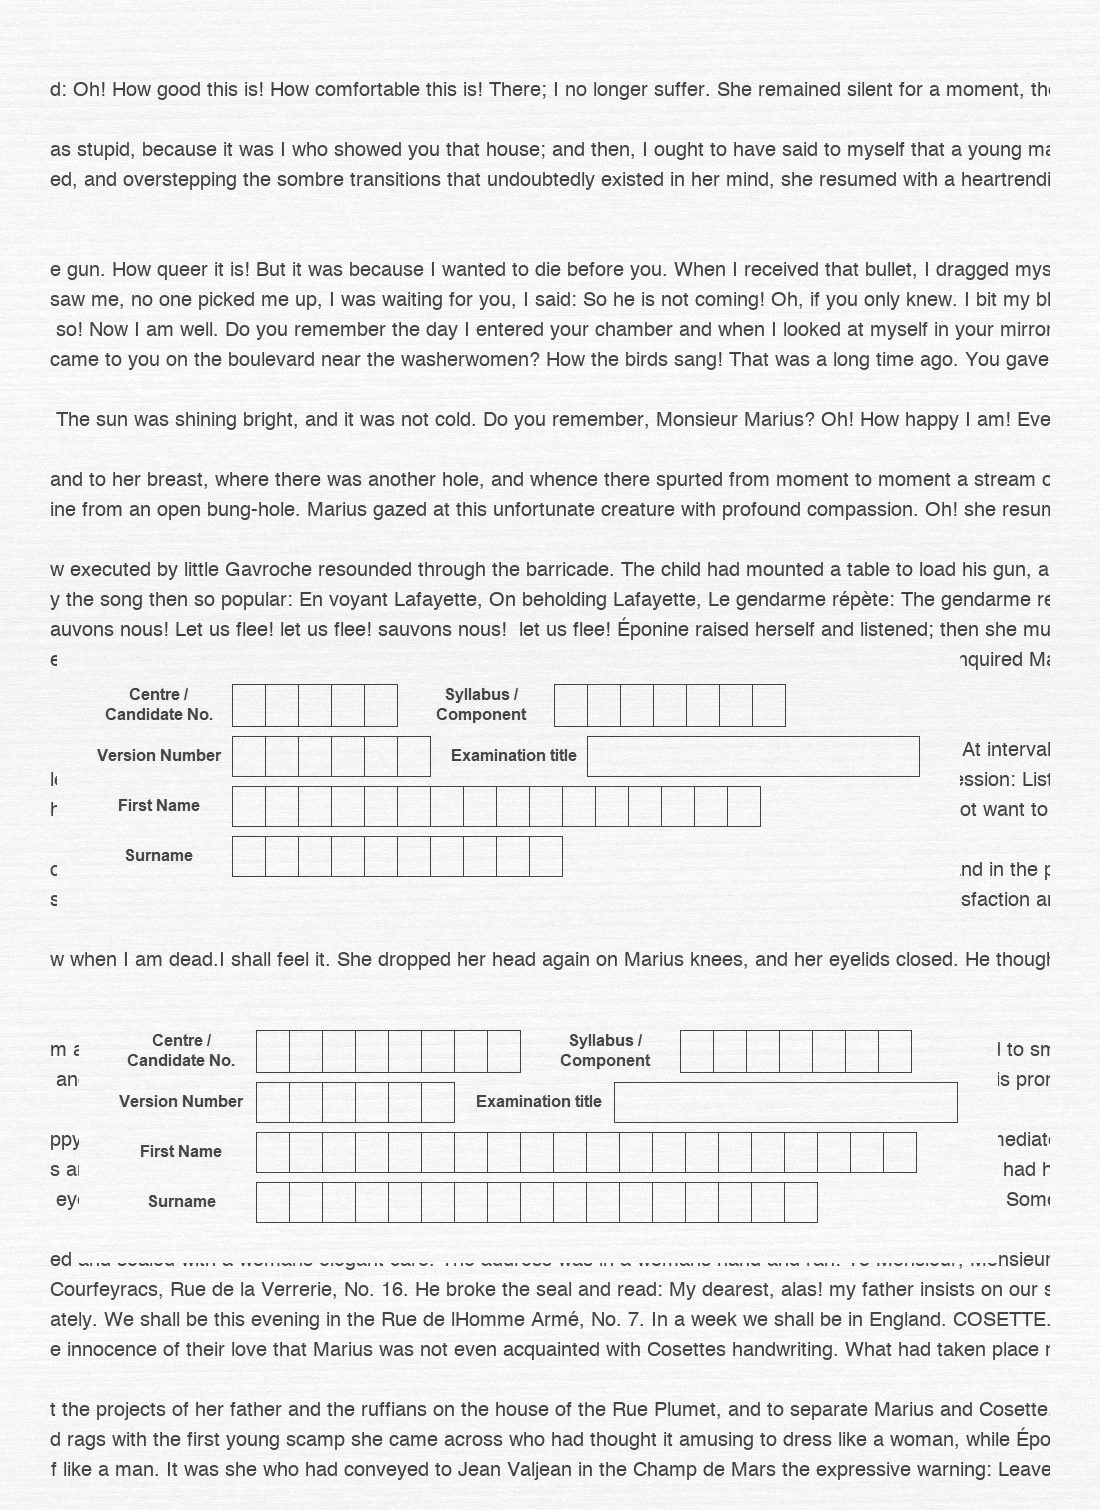 d: Oh! How good this is! How comfortable this is! There; I no longer suffer. She remained silent for a moment,
as stupid, because it was I who showed you that house; and then, I ought to have said to myself that a young
ed, and overstepping the sombre transitions that undoubtedly existed in her mind, she resumed with a heartrendi
e gun. How queer it is! But it was because I wanted to die before you. When I received that bullet, I dragged mys
saw me, no one picked me up, I was waiting for you, I said: So he is not coming! Oh, if you only knew. I bit my bl
so! Now I am well. Do you remember the day I entered your chamber and when I looked at myself in your mirror
came to you on the boulevard near the washerwomen? How the birds sang! That was a long time ago. You gave
The sun was shining bright, and it was not cold. Do you remember, Monsieur Marius? Oh! How happy I am! Eve
and to her breast, where there was another hole, and whence there spurted from moment to moment a stream
ine from an open bung-hole. Marius gazed at this unfortunate creature with profound compassion. Oh! she resum
w executed by little Gavroche resounded through the barricade. The child had mounted a table to load his gun, a
y the song then so popular: En voyant Lafayette, On beholding Lafayette, Le gendarme répète: The gendarme re
auvons nous! Let us flee! let us flee! sauvons nous! let us flee! Éponine raised herself and listened; then she mu
nquired Ma
Centre / Candidate No.
Syllabus / Component
Version Number Examination title At interval
ession: List
First Name ot want to
Surname
nd in the p
sfaction ar
w when I am dead.I shall feel it. She dropped her head again on Marius knees, and her eyelids closed. He though
m a Centre / Candidate No. Syllabus / Component to sm
an is pron
Version Number Examination title
ppy First Name nediate
s a had h
eye Surname Some
ed and sealed with a womans elegant care. The address was in a womans hand and ran: To Monsieur, Monsieur
Courfeyracs, Rue de la Verrerie, No. 16. He broke the seal and read: My dearest, alas! my father insists on our s
ately. We shall be this evening in the Rue de lHomme Armé, No. 7. In a week we shall be in England. COSETTE.
e innocence of their love that Marius was not even acquainted with Cosettes handwriting. What had taken place
t the projects of her father and the ruffians on the house of the Rue Plumet, and to separate Marius and Cosette.
d rags with the first young scamp she came across who had thought it amusing to dress like a woman, while Épo
f like a man. It was she who had conveyed to Jean Valjean in the Champ de Mars the expressive warning: Leave